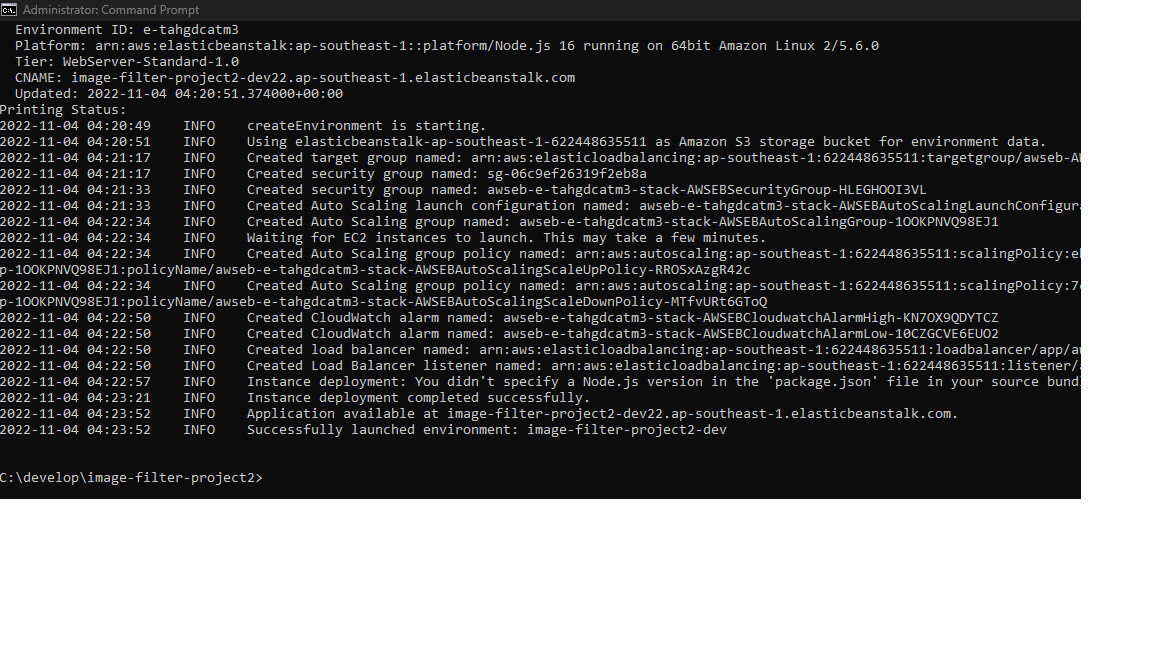 Administrator: Command Prompt
Environment ID: e-tahgdcatm3
Platform: arn:aws:elasticbeanstalk:ap-southeast-1::platform/Node.js 16 running on 64bit Amazon Linux 2/5.6.0
Tier: WebServer-Standard-1.0
CNAME: image-filter-project2-dev22.ap-southeast-1.elasticbeanstalk.com
Updated: 2022-11-04 04:20:51.374000+00:00
Printing Status:
2022-11-04 04:20:49 INFO createEnvironment is starting.
2022-11-04 04:20:51 INFO Using elasticbeanstalk-ap-southeast-1-622448635511 as Amazon S3 storage bucket for environment data.
2022-11-04 04:21:17 INFO Created target group named: arn:aws:elasticloadbalancing:ap-southeast-1:622448635511:targetgroup/awseb-A
2022-11-04 04:21:17 INFO Created security group named: sg-06c9ef26319f2eb8a
2022-11-04 04:21:33 INFO Created security group named: awseb-e-tahgdcatm3-stack-AWSEBSecurityGroup-HLEGHOOI3VL
2022-11-04 04:21:33 INFO Created Auto Scaling launch configuration named: awseb-e-tahgdcatm3-stack-AWSEBAutoScalingLaunchConfigur
2022-11-04 04:22:34 INFO Created Auto Scaling group named: awseb-e-tahgdcatm3-stack-AWSEBAutoScalingGroup-1OOKPNVQ98EJ1
2022-11-04 04:22:34 INFO Waiting for EC2 instances to launch. This may take a few minutes.
2022-11-04 04:22:34 INFO Created Auto Scaling group policy named: arn:aws:autoscaling:ap-southeast-1:622448635511:scalingPolicy:e
p-1OOKPNVQ98EJ1:policyName/awseb-e-tahgdcatm3-stack-AWSEBAutoScalingScaleUpPolicy-RROSxAzgR42c
2022-11-04 04:22:34 INFO Created Auto Scaling group policy named: arn:aws:autoscaling:ap-southeast-1:622448635511:scalingPolicy:7
p-1OOKPNVQ98EJ1:policyName/awseb-e-tahgdcatm3-stack-AWSEBAutoScalingScaleDownPolicy-MTfvURt6GToQ
2022-11-04 04:22:50 INFO Created CloudWatch alarm named: awseb-e-tahgdcatm3-stack-AWSEBCloudwatchAlarmHigh-KN7OX9QDYTCZ
2022-11-04 04:22:50 INFO Created CloudWatch alarm named: awseb-e-tahgdcatm3-stack-AWSEBCloudwatchAlarmLow-10CZGCVE6EUO2
2022-11-04 04:22:50 INFO Created load balancer named: arn:aws:elasticloadbalancing:ap-southeast-1:622448635511:loadbalancer/app/a
2022-11-04 04:22:50 INFO Created Load Balancer listener named: arn:aws:elasticloadbalancing:ap-southeast-1:622448635511:listener/
2022-11-04 04:22:57 INFO Instance deployment: You didn't specify a Node.js version in the 'package.json' file in your source bund
2022-11-04 04:23:21 INFO Instance deployment completed successfully.
2022-11-04 04:23:52 INFO Application available at image-filter-project2-dev22.ap-southeast-1.elasticbeanstalk.com.
2022-11-04 04:23:52 INFO Successfully launched environment: image-filter-project2-dev
C:\develop\image-filter-project2>